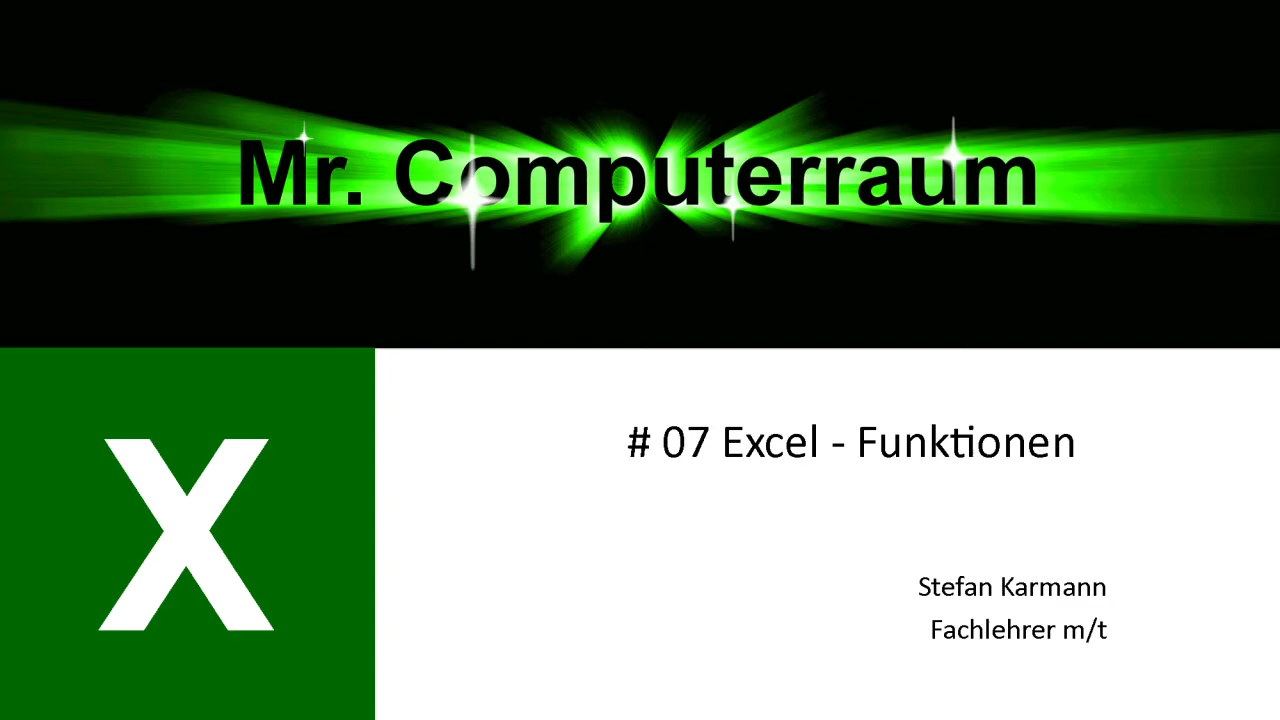 Mr. Computerraum
X
# 07 Excel - Funktionen
Stefan Karmann
Fachlehrer m/t